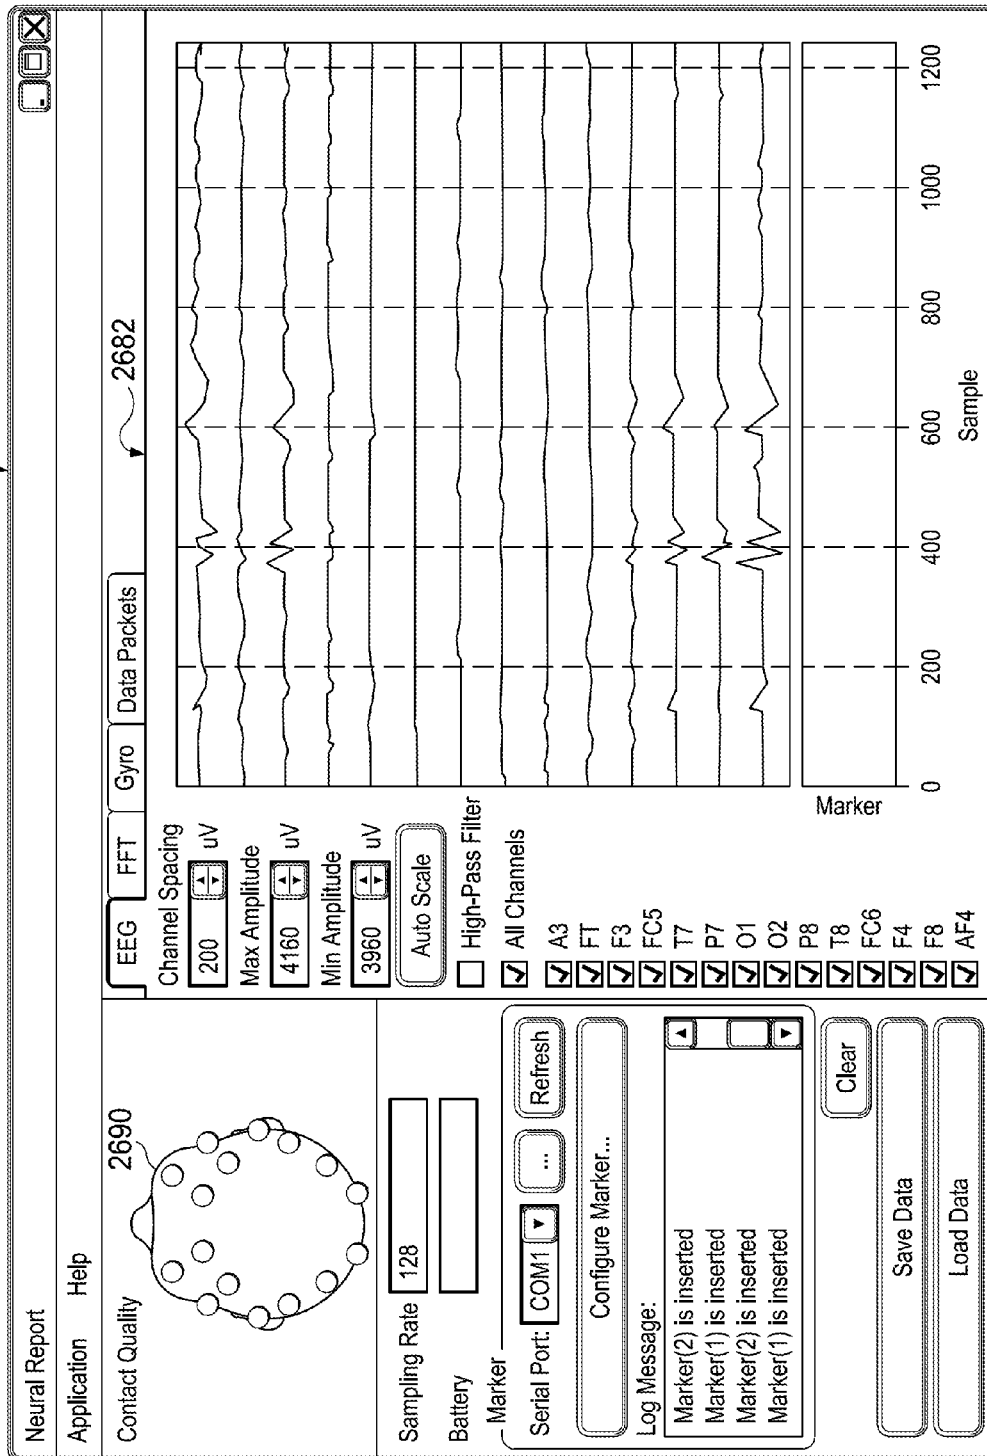 Neural Report
Application Help
Contact Quality
2690
Sampling Rate 128
Battery
Marker
Serial Port: COM1 ... Refresh
Configure Marker...
Log Message:
Marker(2) is inserted
Marker(1) is inserted
Marker(2) is inserted
Marker(1) is inserted
Clear
Save Data
Load Data
EEG FFT Gyro Data Packets
2682
Channel Spacing
200 uV
Max Amplitude
4160 uV
Min Amplitude
3960 uV
Auto Scale
High-Pass Filter
All Channels
A3
FT
F3
FC5
T7
P7
O1
O2
P8
T8
FC6
F4
F8
AF4
Marker
0 200 400 600 800 1000 1200
Sample